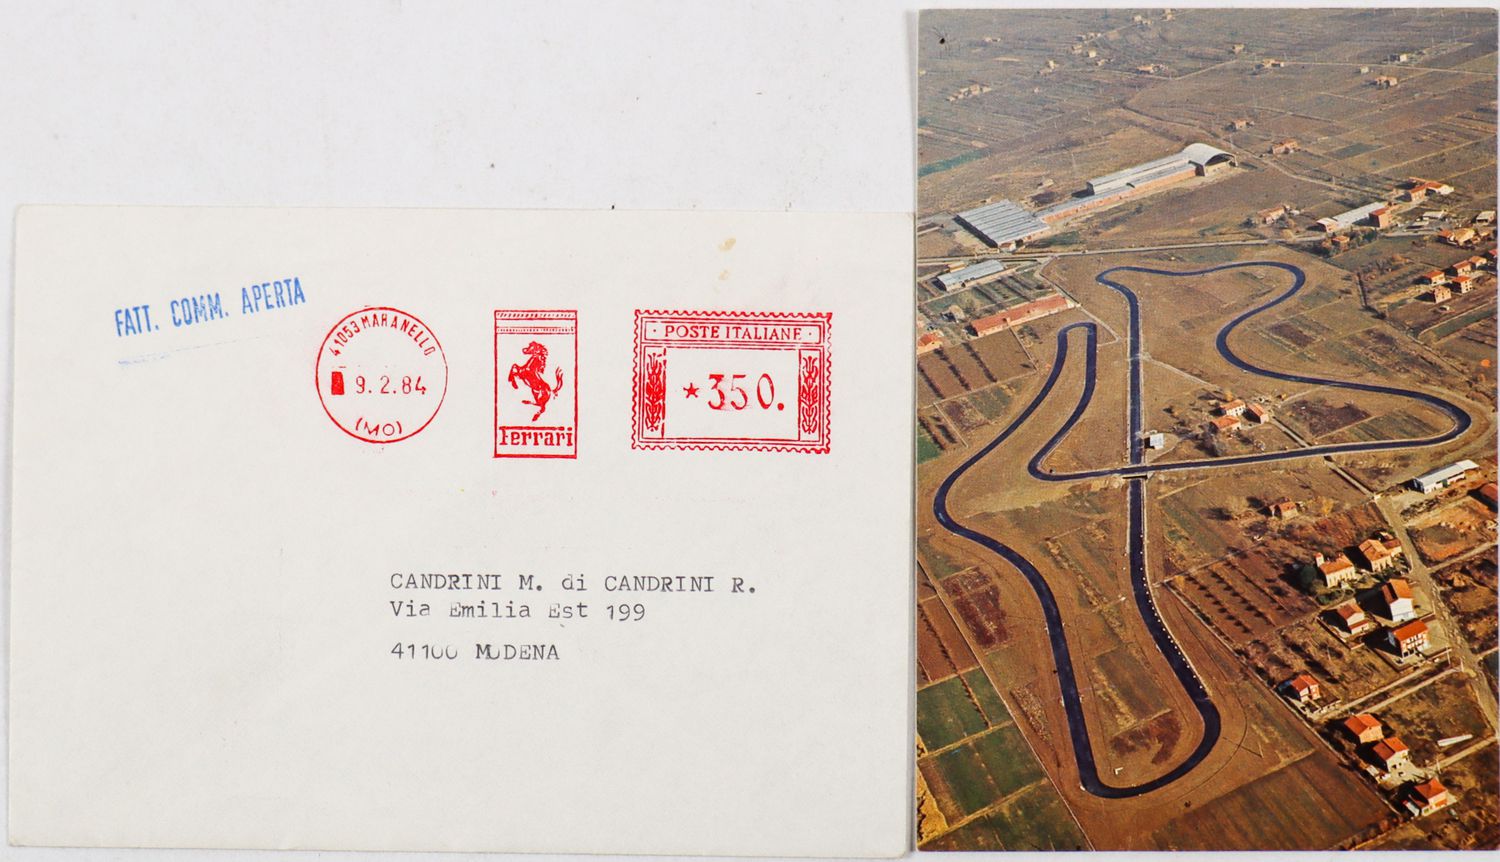 FATT. COMM. APERTA
41053 MARANELLO
9.2.84
(MO)
Ferrari
· POSTE ITALIANE ·
★350.
CANDRINI M. di CANDRINI R.
Via Emilia Est 199
41100 MODENA